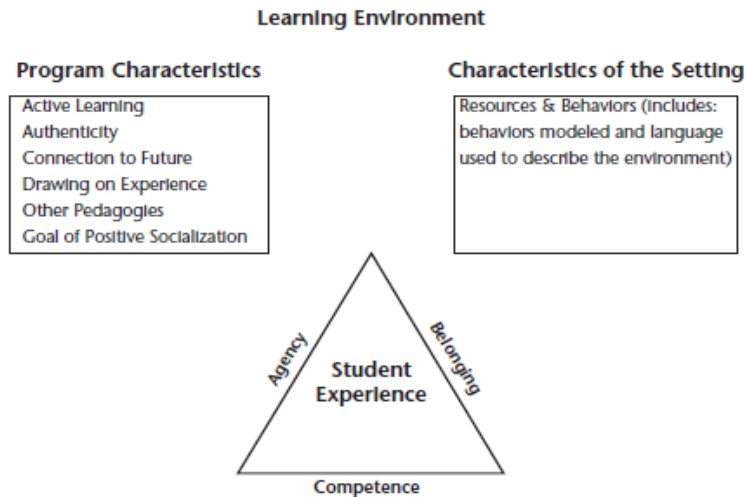 Learning Environment
Program Characteristics
Active Learning
Authenticity
Connection to Future
Drawing on Experience
Other Pedagogies
Goal of Positive Socialization
Characteristics of the Setting
Resources & Behaviors (includes:
behaviors modeled and language
used to describe the environment)
Agency
Belonging
Student
Experience
Competence